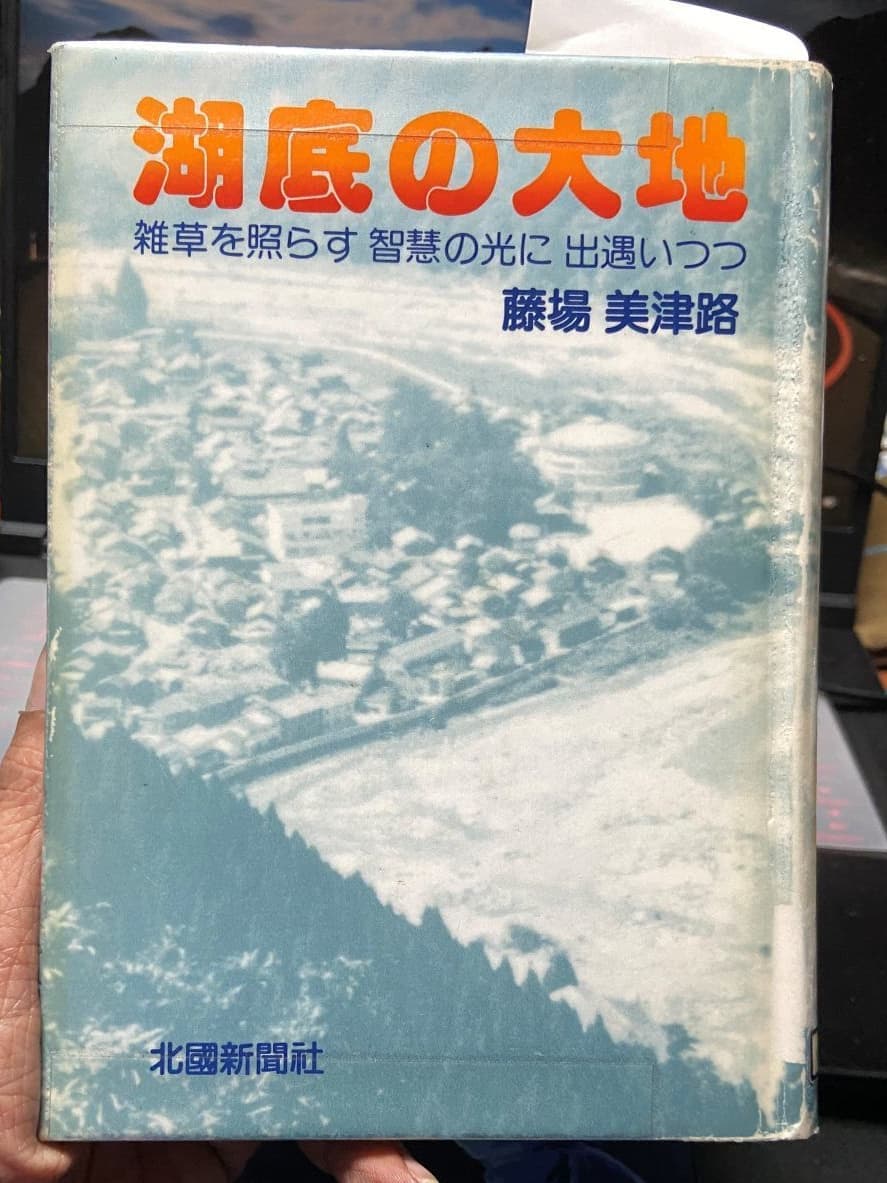 湖底の大地
雑草を照らす 智慧の光に 出遇いつつ
藤場 美津路
北國新聞社